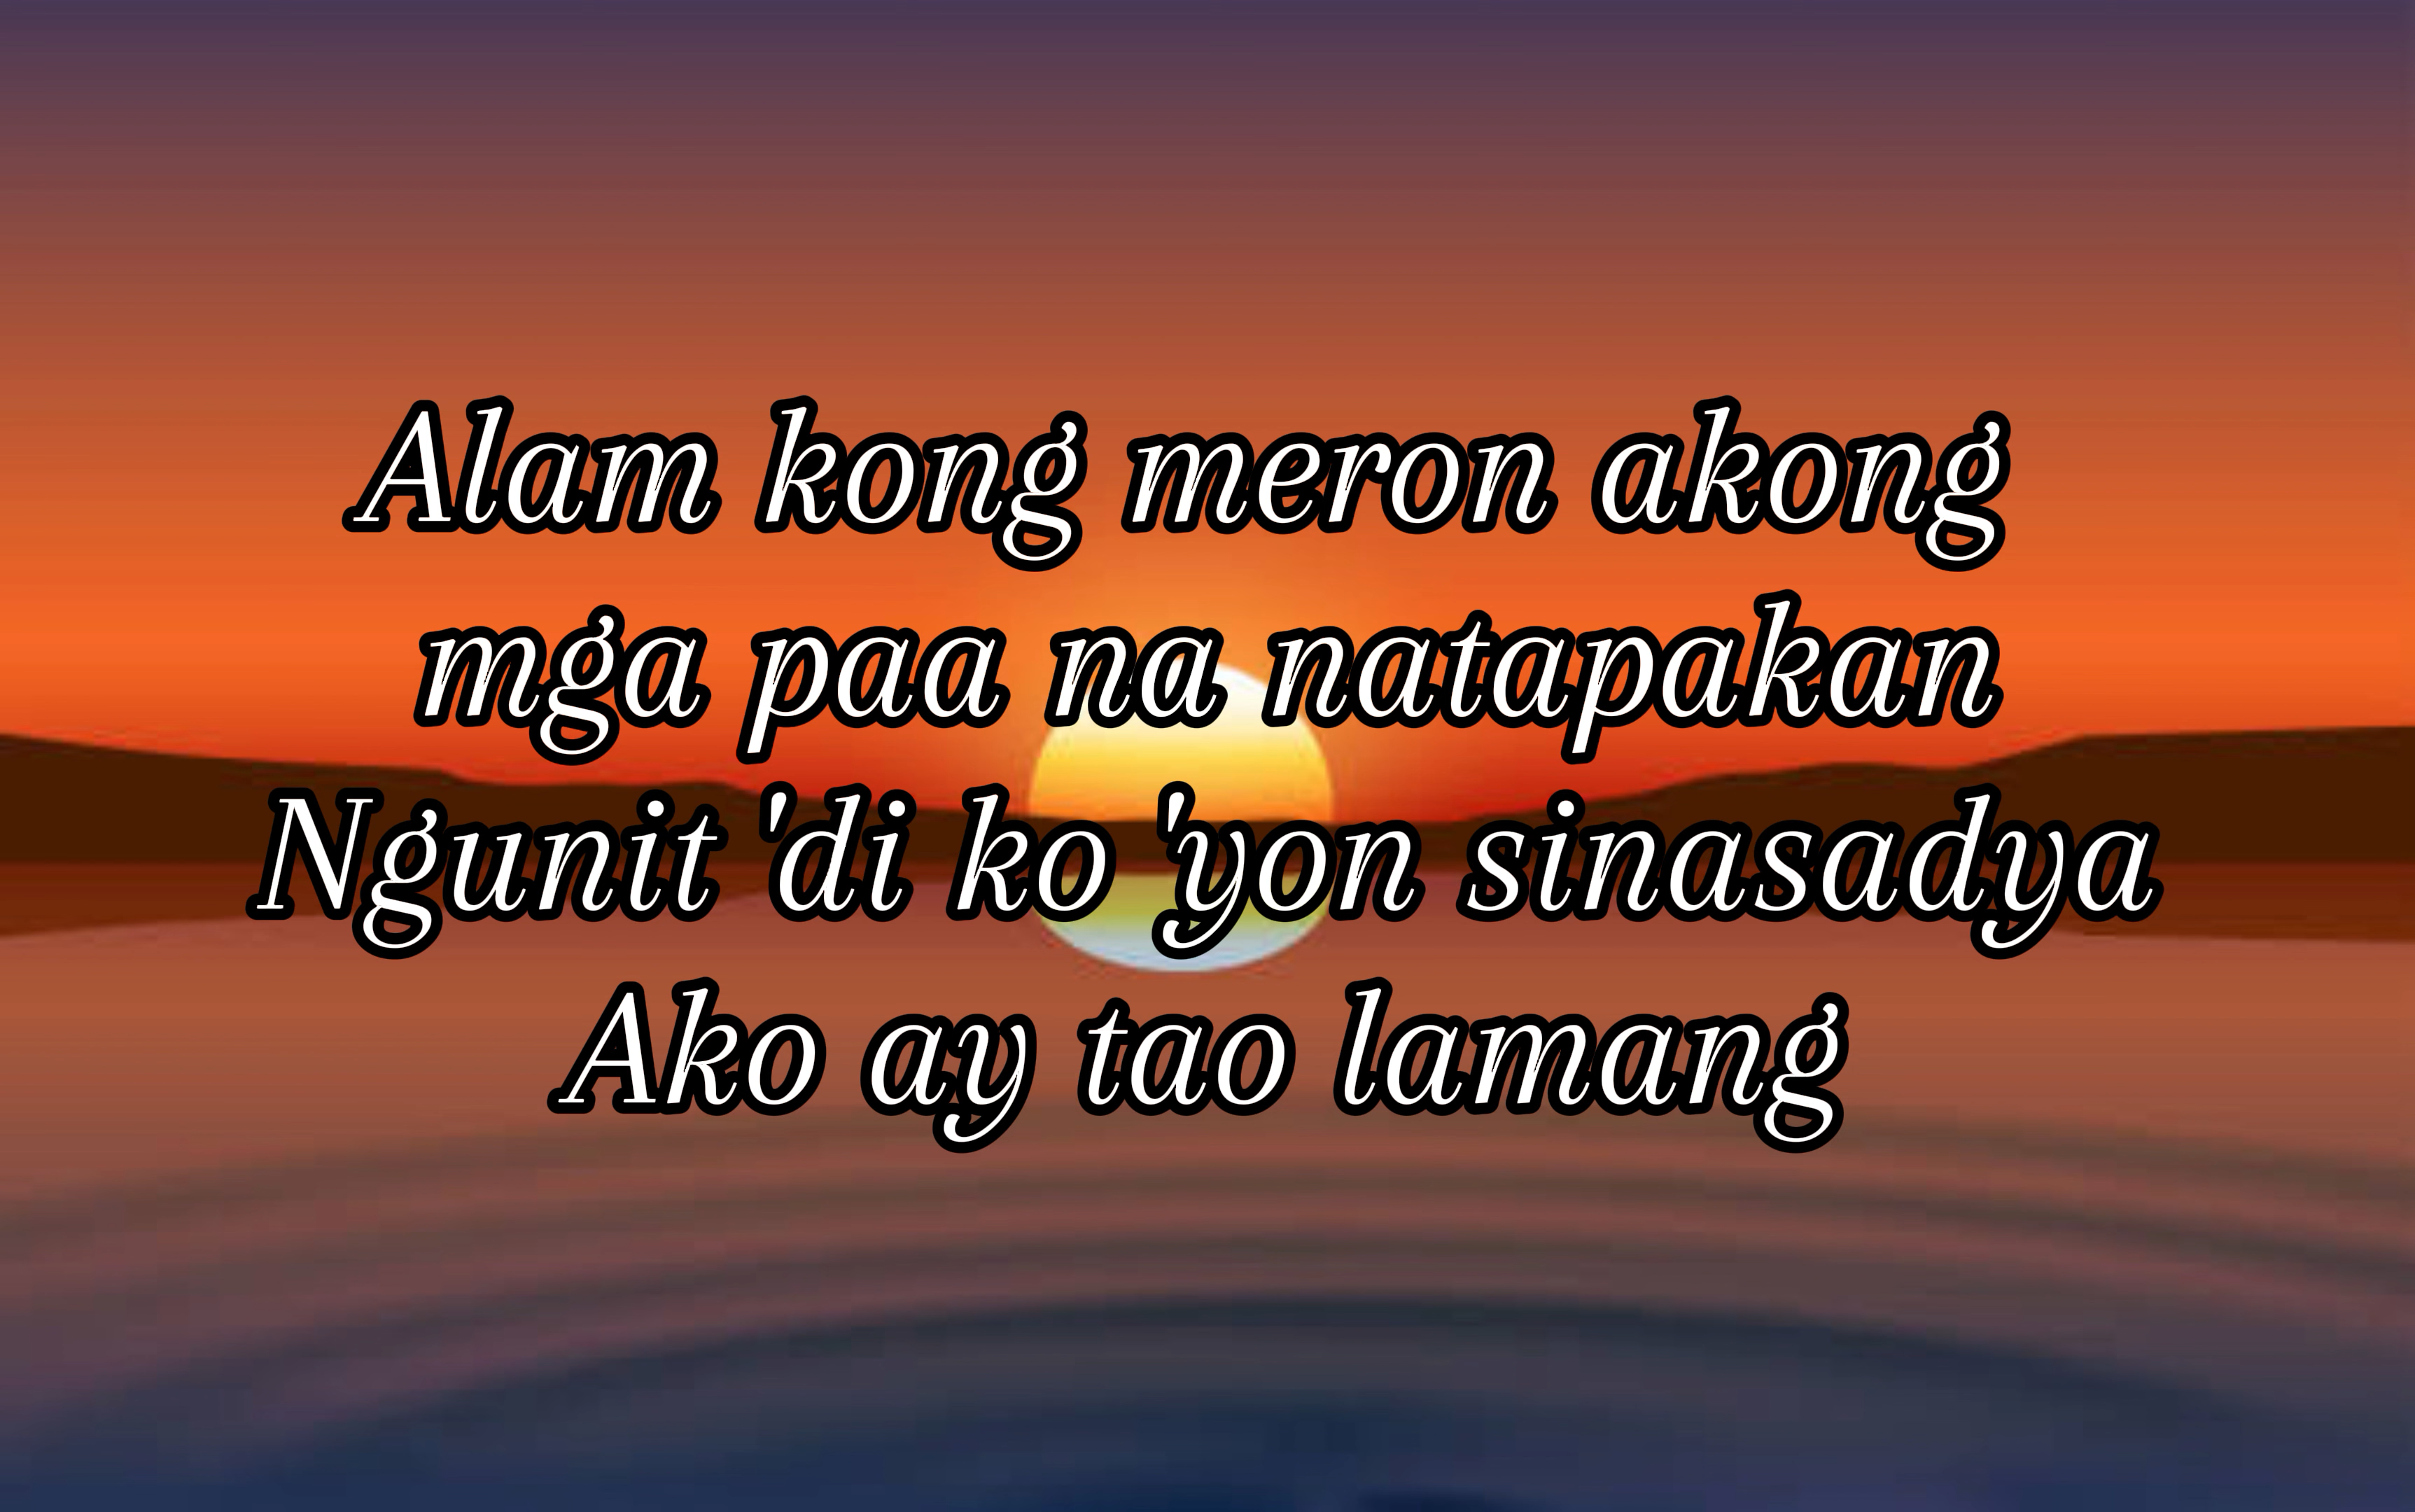 Alam kong meron akong
mga paa na natapakan
Ngunit 'di ko 'yon sinasadya
Ako ay tao lamang